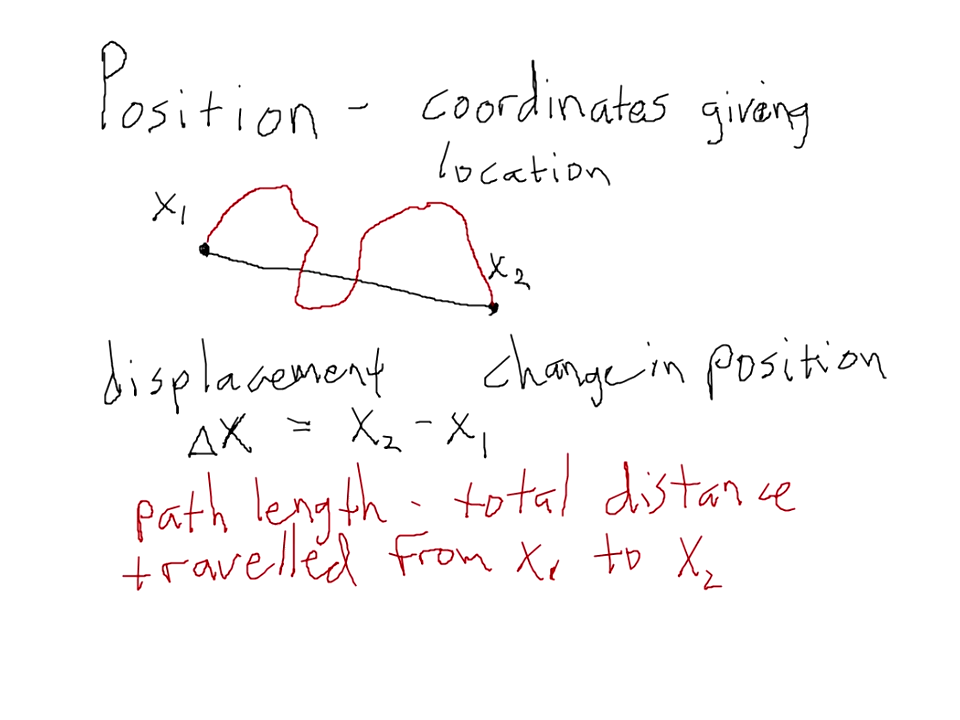 Position - coordinates giving
location
X₁
X₂
displacement change in position
ΔX = X₂ - X₁
path length - total distance
travelled from X₁ to X₂